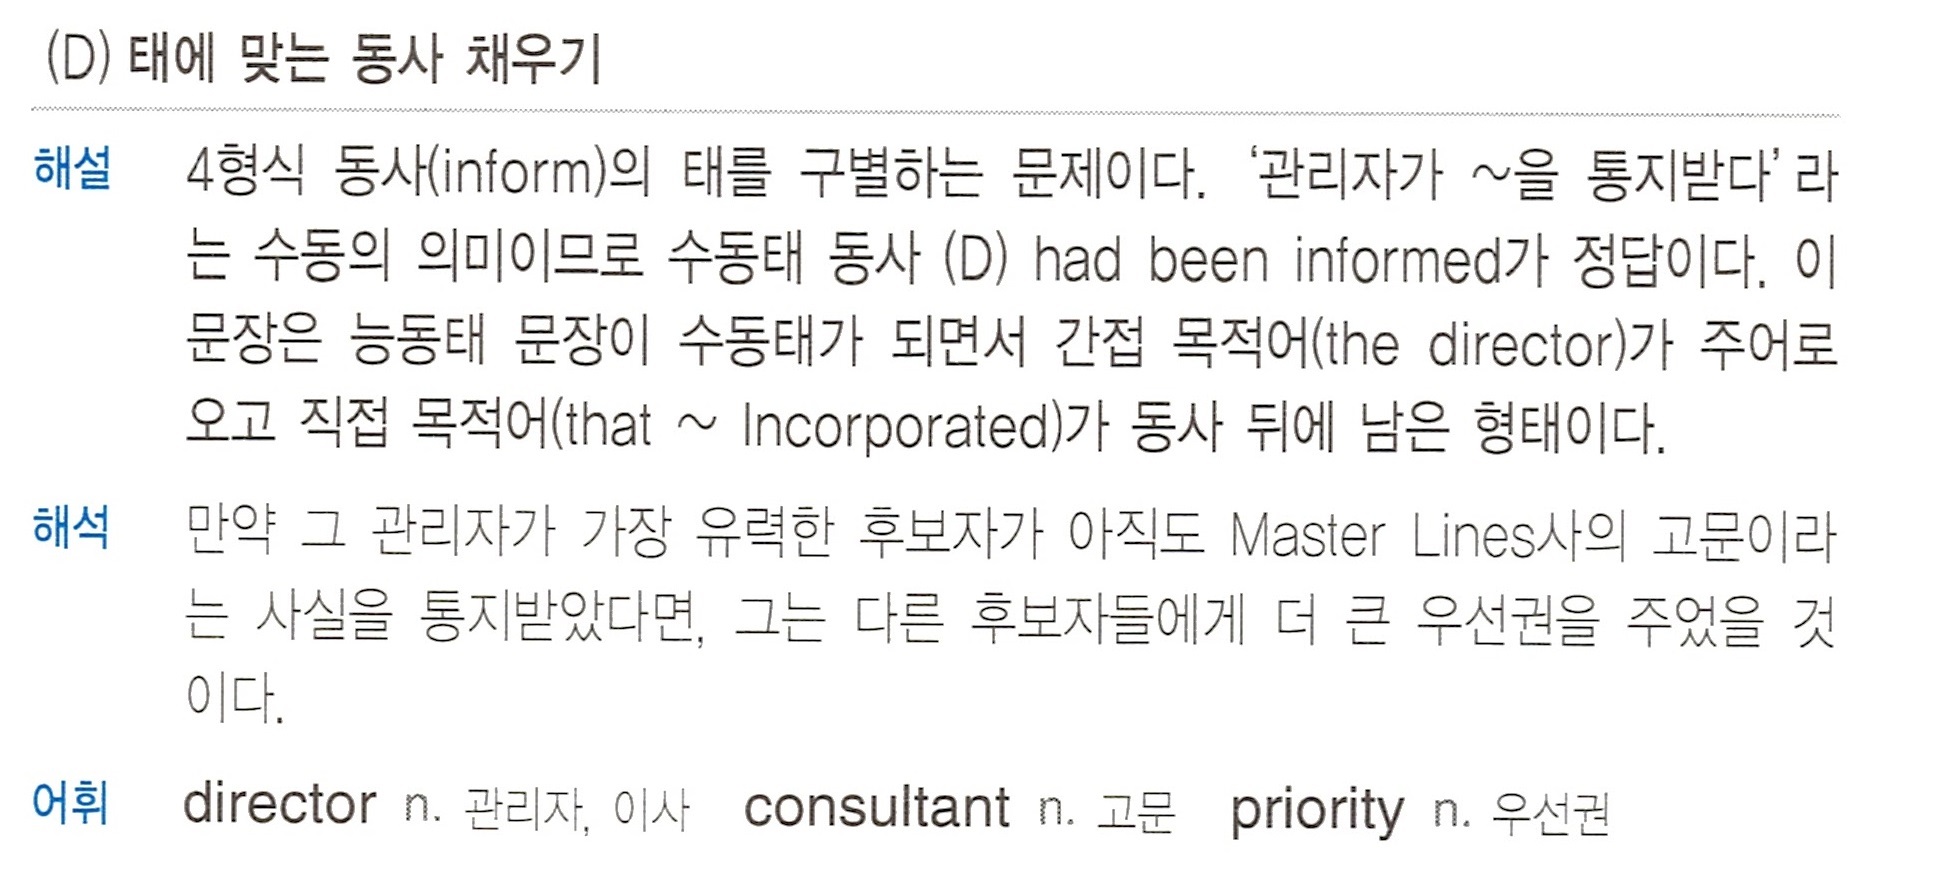 (D) 태에 맞는 동사 채우기
해설 4형식 동사(inform)의 태를 구별하는 문제이다. ‘관리자가 ~을 통지받다’라
는 수동의 의미이므로 수동태 동사 (D) had been informed가 정답이다. 이
문장은 능동태 문장이 수동태가 되면서 간접 목적어(the director)가 주어로
오고 직접 목적어(that ~ Incorporated)가 동사 뒤에 남은 형태이다.
해석 만약 그 관리자가 가장 유력한 후보자가 아직도 Master Lines사의 고문이라
는 사실을 통지받았다면, 그는 다른 후보자들에게 더 큰 우선권을 주었을 것
이다.
어휘 director n. 관리자, 이사 consultant n. 고문 priority n. 우선권